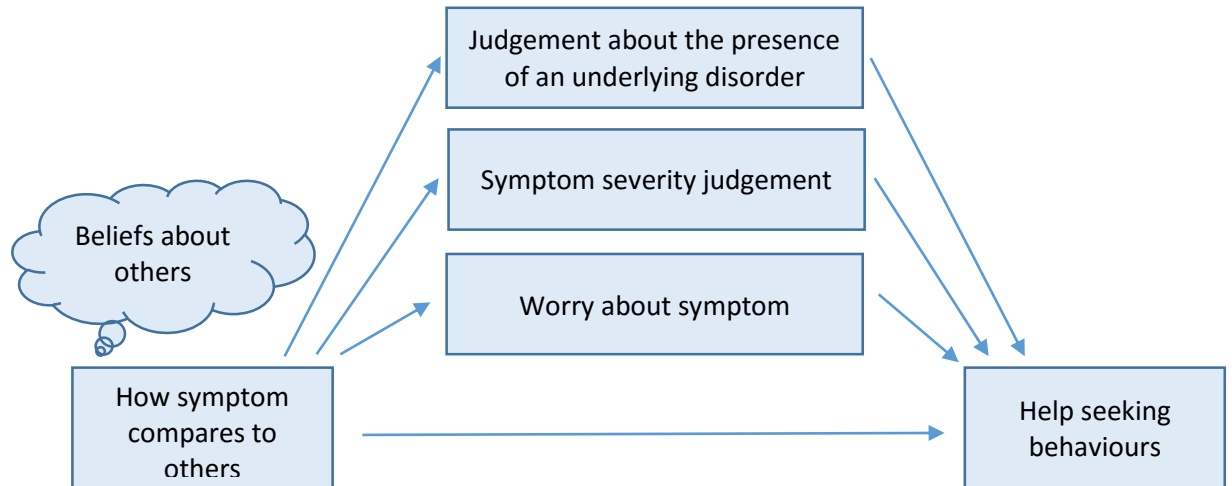 Judgement about the presence
of an underlying disorder
Symptom severity judgement
Beliefs about
others
Worry about symptom
How symptom
compares to
others
Help seeking
behaviours